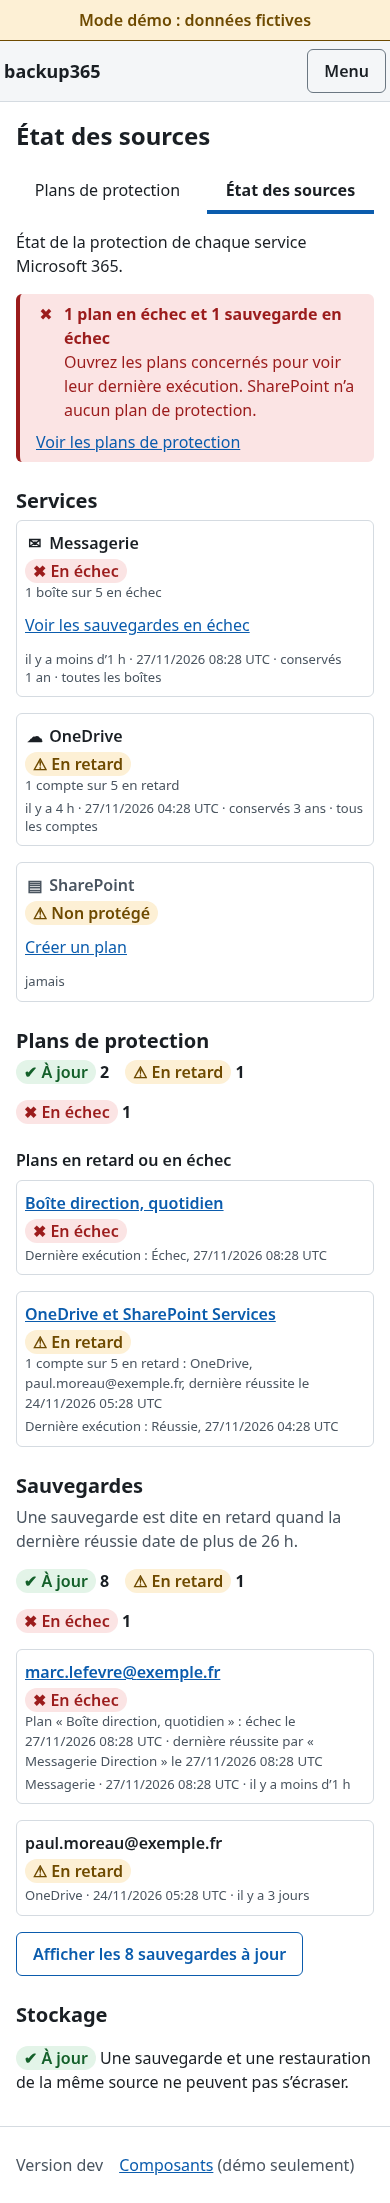 Mode démo : données fictives
backup365
Menu
État des sources
Plans de protection
État des sources
État de la protection de chaque service
Microsoft 365.
✖ 1 plan en échec et 1 sauvegarde en
échec
Ouvrez les plans concernés pour voir
leur dernière exécution. SharePoint n’a
aucun plan de protection.
Voir les plans de protection
Services
✉ Messagerie
✖ En échec
1 boîte sur 5 en échec
Voir les sauvegardes en échec
il y a moins d’1 h · 27/11/2026 08:28 UTC · conservés
1 an · toutes les boîtes
☁ OneDrive
⚠ En retard
1 compte sur 5 en retard
il y a 4 h · 27/11/2026 04:28 UTC · conservés 3 ans · tous
les comptes
▤ SharePoint
⚠ Non protégé
Créer un plan
jamais
Plans de protection
✔ À jour 2 ⚠ En retard 1
✖ En échec 1
Plans en retard ou en échec
Boîte direction, quotidien
✖ En échec
Dernière exécution : Échec, 27/11/2026 08:28 UTC
OneDrive et SharePoint Services
⚠ En retard
1 compte sur 5 en retard : OneDrive,
paul.moreau@exemple.fr, dernière réussite le
24/11/2026 05:28 UTC
Dernière exécution : Réussie, 27/11/2026 04:28 UTC
Sauvegardes
Une sauvegarde est dite en retard quand la
dernière réussie date de plus de 26 h.
✔ À jour 8 ⚠ En retard 1
✖ En échec 1
marc.lefevre@exemple.fr
✖ En échec
Plan « Boîte direction, quotidien » : échec le
27/11/2026 08:28 UTC · dernière réussite par «
Messagerie Direction » le 27/11/2026 08:28 UTC
Messagerie · 27/11/2026 08:28 UTC · il y a moins d’1 h
paul.moreau@exemple.fr
⚠ En retard
OneDrive · 24/11/2026 05:28 UTC · il y a 3 jours
Afficher les 8 sauvegardes à jour
Stockage
✔ À jour Une sauvegarde et une restauration
de la même source ne peuvent pas s’écraser.
Version dev Composants (démo seulement)